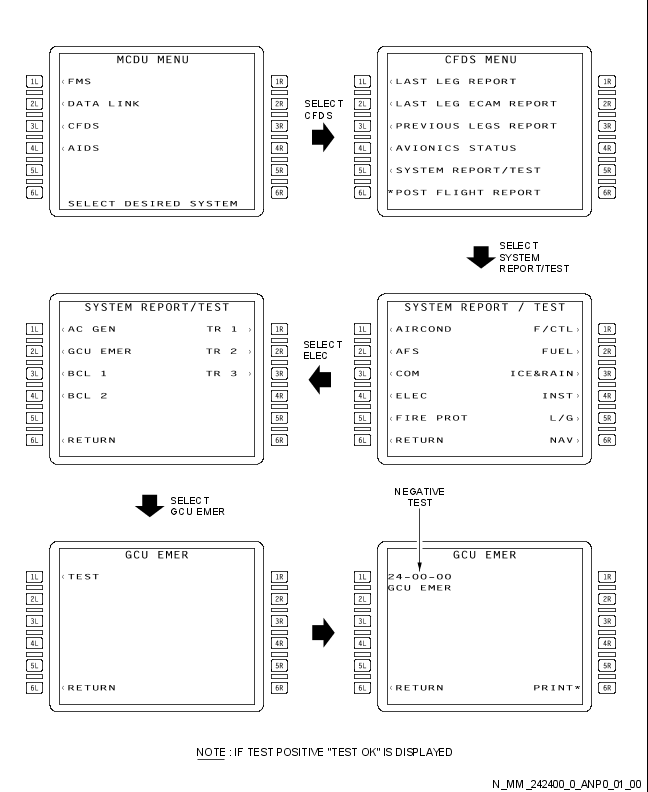 MCDU MENU
1L ‹FMS 1R
2L ‹DATA LINK 2R
3L ‹CFDS 3R
4L ‹AIDS 4R
5L 5R
6L 6R
SELECT DESIRED SYSTEM
SELECT
CFDS
CFDS MENU
1L ‹LAST LEG REPORT 1R
2L ‹LAST LEG ECAM REPORT 2R
3L ‹PREVIOUS LEGS REPORT 3R
4L ‹AVIONICS STATUS 4R
5L ‹SYSTEM REPORT/TEST 5R
6L *POST FLIGHT REPORT 6R
SELECT
SYSTEM
REPORT/TEST
SYSTEM REPORT / TEST
1L ‹AIRCOND F/CTL› 1R
2L ‹AFS FUEL› 2R
3L ‹COM ICE&RAIN› 3R
4L ‹ELEC INST› 4R
5L ‹FIRE PROT L/G› 5R
6L ‹RETURN NAV› 6R
SELECT
ELEC
SYSTEM REPORT/TEST
1L ‹AC GEN TR 1 › 1R
2L ‹GCU EMER TR 2 › 2R
3L ‹BCL 1 TR 3 › 3R
4L ‹BCL 2 4R
5L 5R
6L ‹RETURN 6R
SELECT
GCU EMER
GCU EMER
1L ‹TEST 1R
2L 2R
3L 3R
4L 4R
5L 5R
6L ‹RETURN 6R
NEGATIVE
TEST
GCU EMER
1L 24-00-00 1R
GCU EMER
2L 2R
3L 3R
4L 4R
5L 5R
6L ‹RETURN PRINT* 6R
NOTE : IF TEST POSITIVE "TEST OK" IS DISPLAYED
N_MM_242400_0_ANP0_01_00